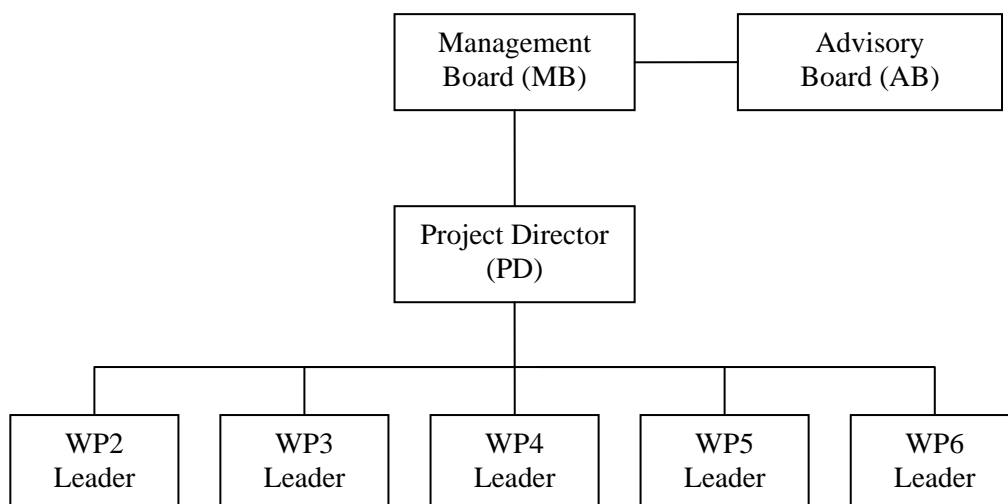 Management
Board (MB)
Advisory
Board (AB)
Project Director
(PD)
WP2
Leader
WP3
Leader
WP4
Leader
WP5
Leader
WP6
Leader